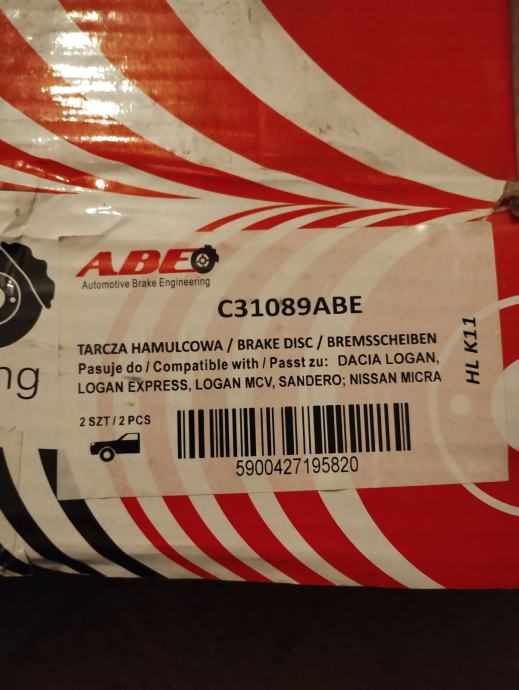 ABE
Automotive Brake Engineering
C31089ABE
TARCZA HAMULCOWA / BRAKE DISC / BREMSSCHEIBEN
Pasuje do / Compatible with / Passt zu: DACIA LOGAN,
LOGAN EXPRESS, LOGAN MCV, SANDERO; NISSAN MICRA
HL K11
2 SZT / 2 PCS
5900427195820
ng